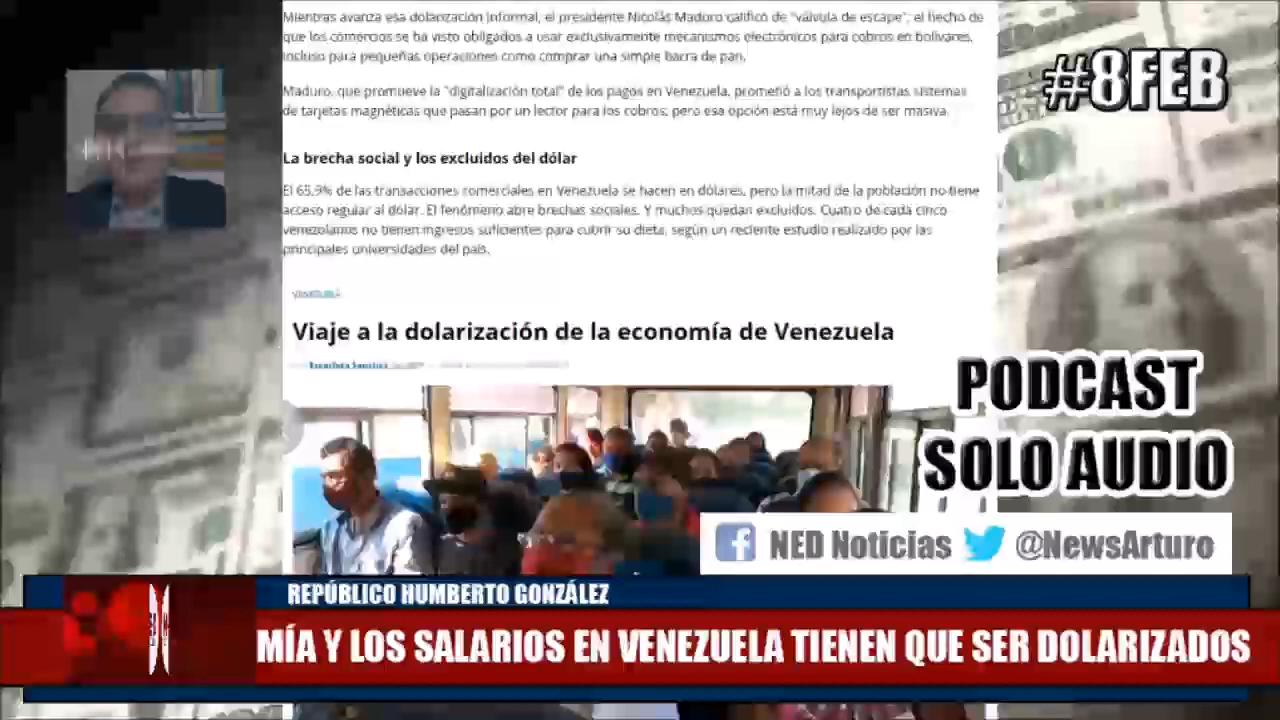 Mientras avanza esa dolarización informal, el presidente Nicolás Maduro calificó de "válvula de escape"; el hecho de
que los comercios se ha visto obligados a usar exclusivamente mecanismos electrónicos para cobros en bolívares,
incluso para pequeñas operaciones como comprar una simple barra de pan.
Maduro, que promueve la "digitalización total" de los pagos en Venezuela, prometió a los transportistas sistemas
de tarjetas magnéticas que pasan por un lector para los cobros, pero esa opción está muy lejos de ser masiva.
La brecha social y los excluidos del dólar
El 65,9% de las transacciones comerciales en Venezuela se hacen en dólares, pero la mitad de la población no tiene
acceso regular al dólar. El fenómeno abre brechas sociales. Y muchos quedan excluidos. Cuatro de cada cinco
venezolanos no tienen ingresos suficientes para cubrir su dieta, según un reciente estudio realizado por las
principales universidades del país.
VENEZUELA
Viaje a la dolarización de la economía de Venezuela
#8FEB
PODCAST
SOLO AUDIO
NED Noticias @NewsArturo
REPÚBLICO HUMBERTO GONZÁLEZ
MÍA Y LOS SALARIOS EN VENEZUELA TIENEN QUE SER DOLARIZADOS